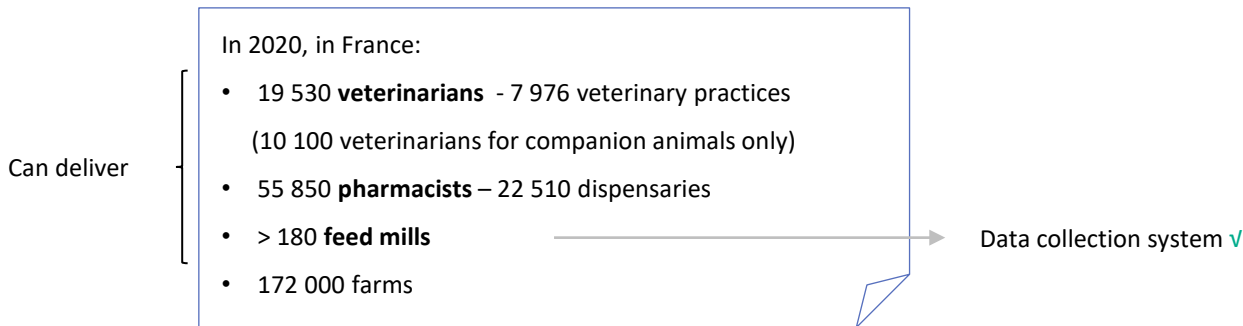 In 2020, in France:
• 19 530 veterinarians - 7 976 veterinary practices
(10 100 veterinarians for companion animals only)
Can deliver
• 55 850 pharmacists – 22 510 dispensaries
• > 180 feed mills
Data collection system √
• 172 000 farms